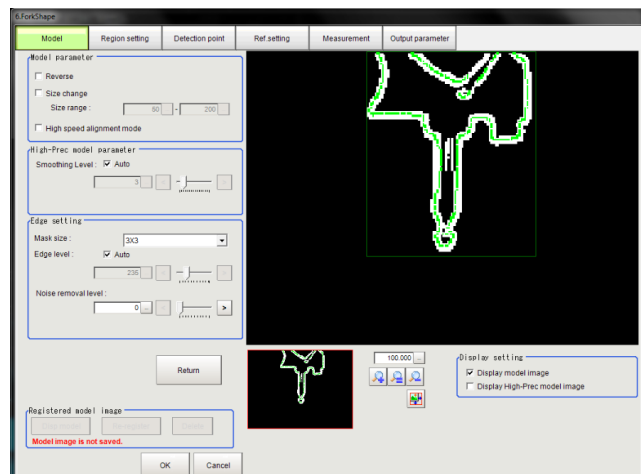 6.ForkShape
Model Region setting Detection point Ref.setting Measurement Output parameter
Model parameter
Reverse
Size change
Size range : 50 - 200
High speed alignment mode
High-Prec model parameter
Smoothing Level : Auto
Edge setting
Mask size : 3X3
Edge level : Auto
236
Noise removal level :
0 .. >
Return
100.000 ..
Display setting
Display model image
Display High-Prec model image
Registered model image
Model image is not saved.
OK Cancel